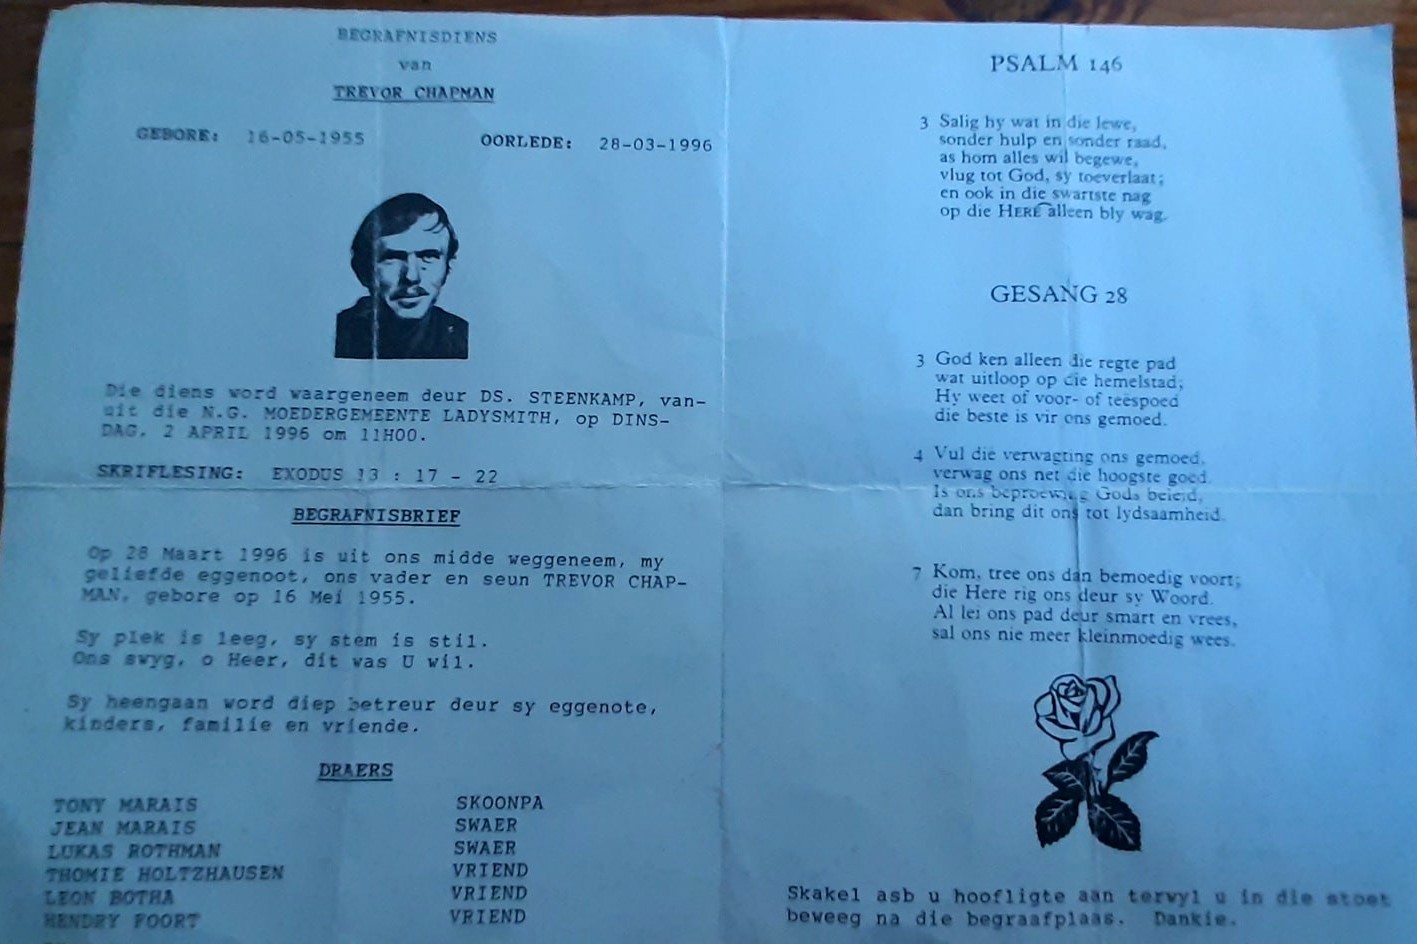 BEGRAFNISDIENS
van
TREVOR CHAPMAN
GEBORE: 16-05-1955 OORLEDE: 28-03-1996
Die diens word waargeneem deur DS. STEENKAMP, van-
uit die N.G. MOEDERGEMEENTE LADYSMITH, op DINS-
DAG, 2 APRIL 1996 om 11H00.
SKRIFLESING: EXODUS 13 : 17 - 22
BEGRAFNISBRIEF
Op 28 Maart 1996 is uit ons midde weggeneem, my
geliefde eggenoot, ons vader en seun TREVOR CHAP-
MAN, gebore op 16 Mei 1955.
Sy plek is leeg, sy stem is stil.
Ons swyg, o Heer, dit was U wil.
Sy heengaan word diep betreur deur sy eggenote,
kinders, familie en vriende.
DRAERS
TONY MARAIS SKOONPA
JEAN MARAIS SWAER
LUKAS ROTHMAN SWAER
THOMIE HOLTZHAUSEN VRIEND
LEON BOTHA VRIEND
HENDRY FOORT VRIEND
PSALM 146
3 Salig hy wat in die lewe,
sonder hulp en sonder raad,
as hom alles wil begewe,
vlug tot God, sy toeverlaat;
en ook in die swartste nag
op die HERE alleen bly wag.
GESANG 28
3 God ken alleen die regte pad
wat uitloop op die hemelstad;
Hy weet of voor- of teëspoed
die beste is vir ons gemoed.
4 Vul die verwagting ons gemoed,
verwag ons net die hoogste goed.
Is ons beproewing Gods beleid,
dan bring dit ons tot lydsaamheid.
7 Kom, tree ons dan bemoedig voort;
die Here rig ons deur sy Woord.
Al lei ons pad deur smart en vrees,
sal ons nie meer kleinmoedig wees.
Skakel asb u hoofligte aan terwyl u in die stoet
beweeg na die begraafplaas. Dankie.